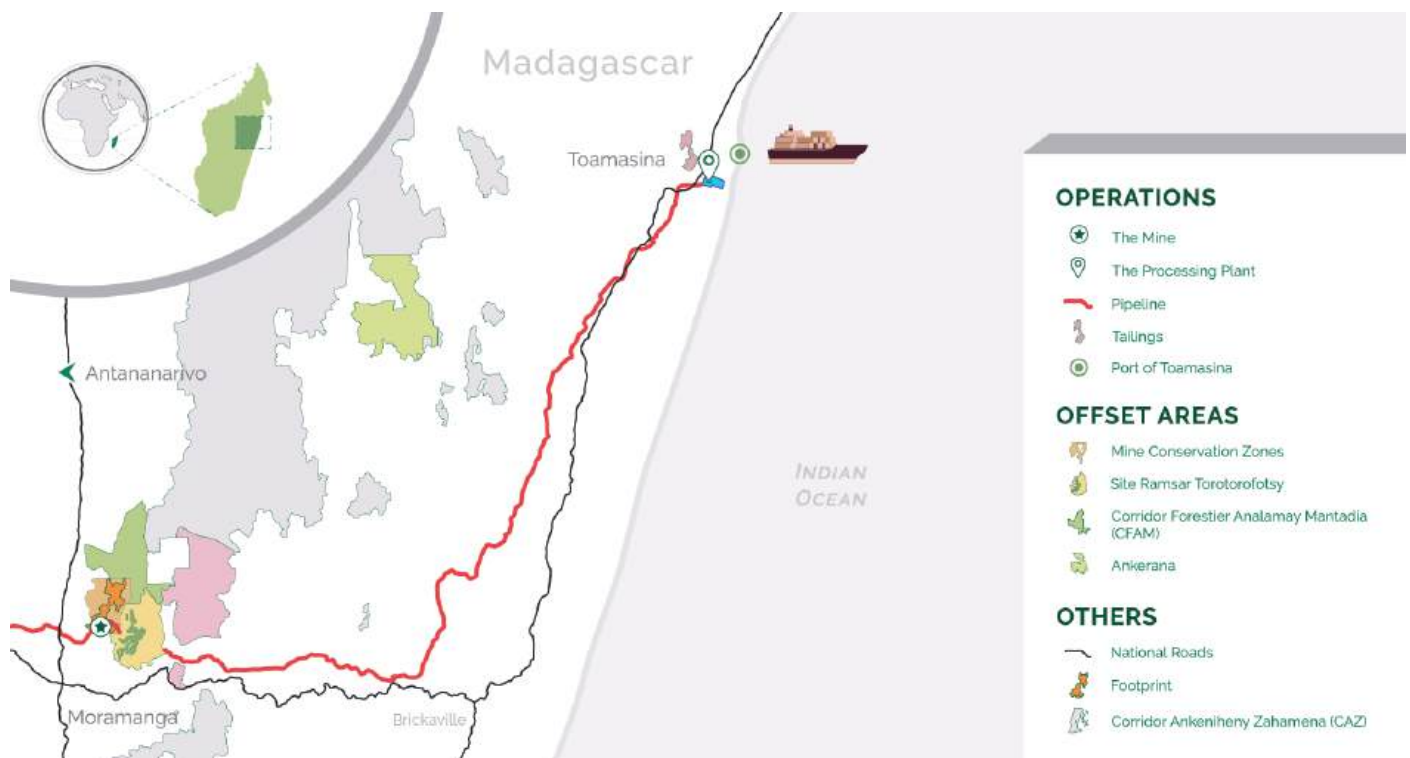 Madagascar
Toamasina
Antananarivo
INDIAN
OCEAN
Moramanga
Brickaville
OPERATIONS
The Mine
The Processing Plant
Pipeline
Tailings
Port of Toamasina
OFFSET AREAS
Mine Conservation Zones
Site Ramsar Torotorofotsy
Corridor Forestier Analamay Mantadia
(CFAM)
Ankerana
OTHERS
National Roads
Footprint
Corridor Ankeniheny Zahamena (CAZ)